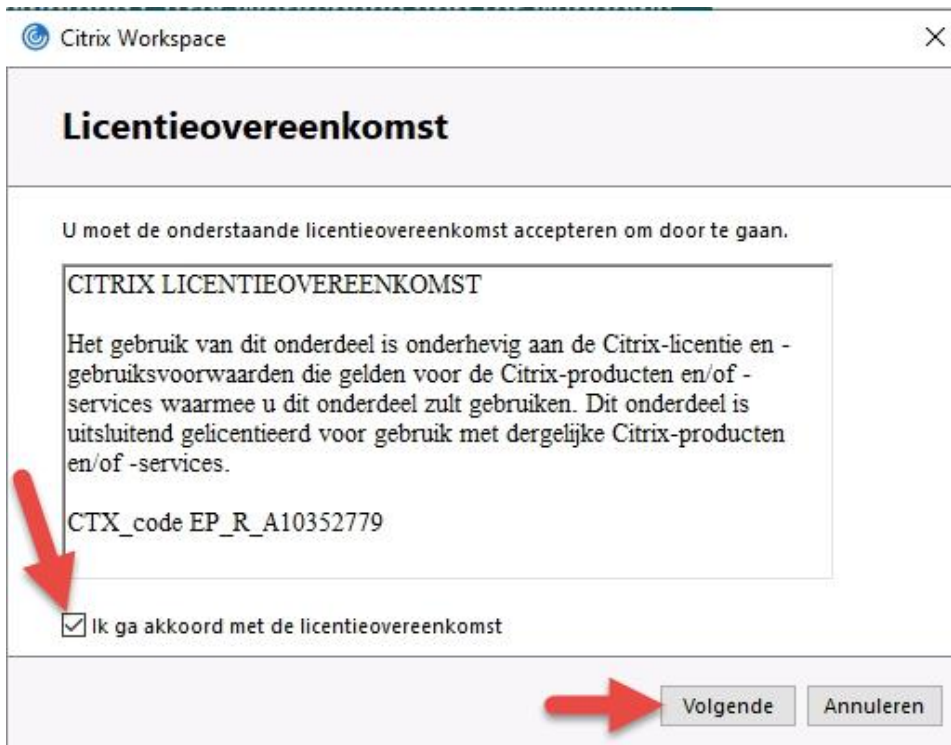 Citrix Workspace
Licentieovereenkomst
U moet de onderstaande licentieovereenkomst accepteren om door te gaan.
CITRIX LICENTIEOVEREENKOMST
Het gebruik van dit onderdeel is onderhevig aan de Citrix-licentie en -
gebruiksvoorwaarden die gelden voor de Citrix-producten en/of -
services waarmee u dit onderdeel zult gebruiken. Dit onderdeel is
uitsluitend gelicentieerd voor gebruik met dergelijke Citrix-producten
en/of -services.
CTX_code EP_R_A10352779
Ik ga akkoord met de licentieovereenkomst
Volgende
Annuleren